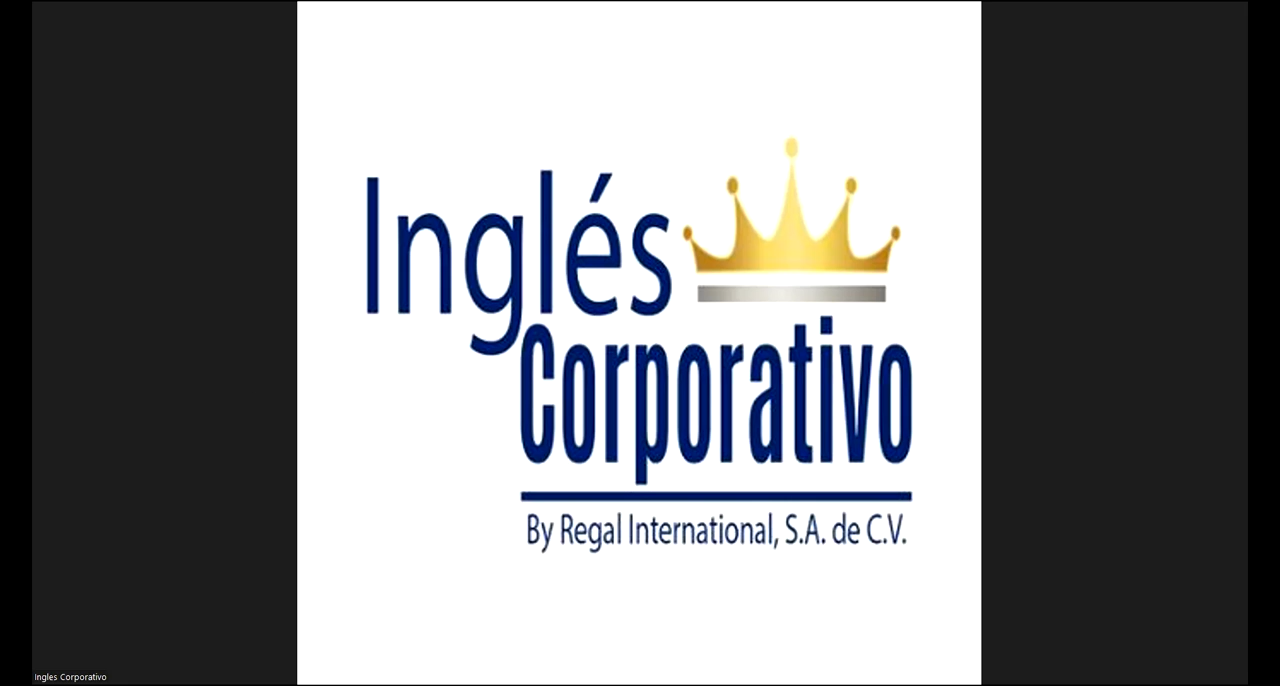 Inglés
Corporativo
By Regal International, S.A. de C.V.
Ingles Corporativo